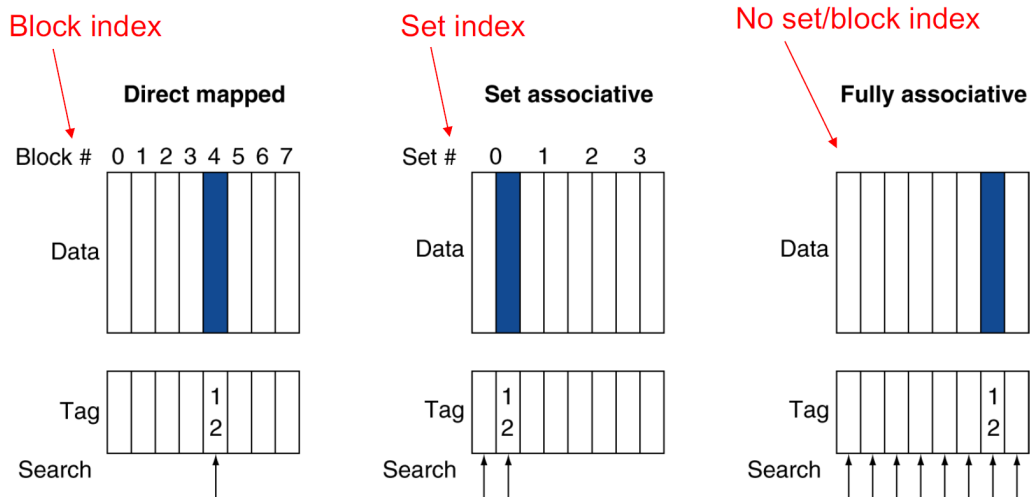 Block index
Set index
No set/block index
Direct mapped
Set associative
Fully associative
Block # 0 1 2 3 4 5 6 7
Set # 0 1 2 3
Data
Data
Data
Tag
1
2
Tag
1
2
Tag
1
2
Search
Search
Search